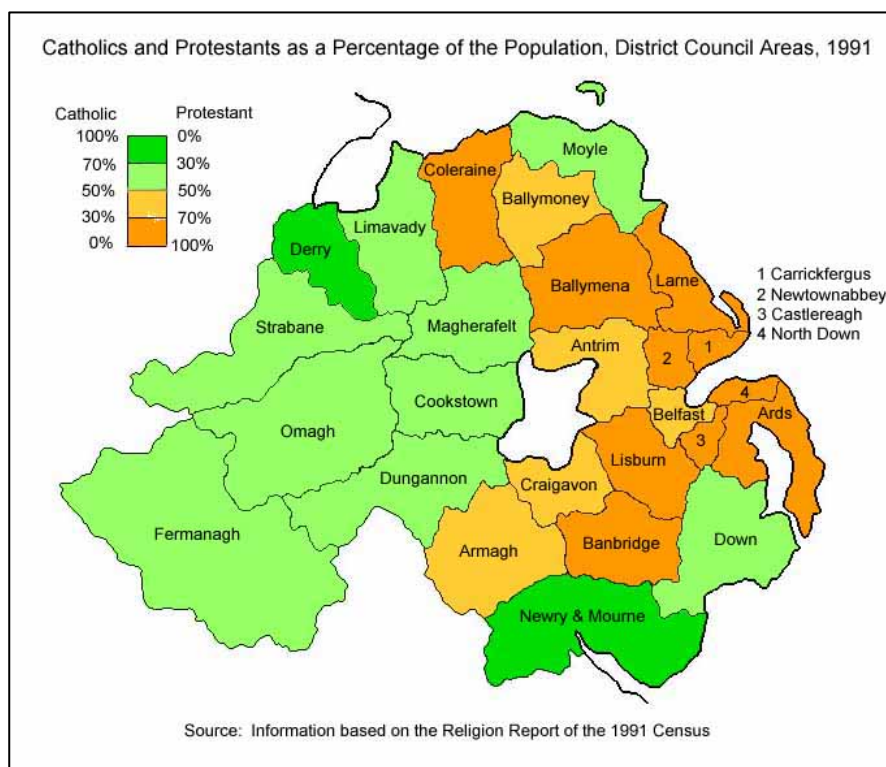 Catholics and Protestants as a Percentage of the Population, District Council Areas, 1991
Catholic Protestant
100% 0%
70% 30%
50% 50%
30% 70%
0% 100%
Moyle
Coleraine
Ballymoney
Limavady
Derry
Larne
Ballymena
1 Carrickfergus
2 Newtownabbey
3 Castlereagh
4 North Down
Strabane
Magherafelt
Antrim
2
1
4
Cookstown
Belfast
Ards
Omagh
3
Lisburn
Dungannon
Craigavon
Fermanagh
Armagh
Banbridge
Down
Newry & Mourne
Source: Information based on the Religion Report of the 1991 Census